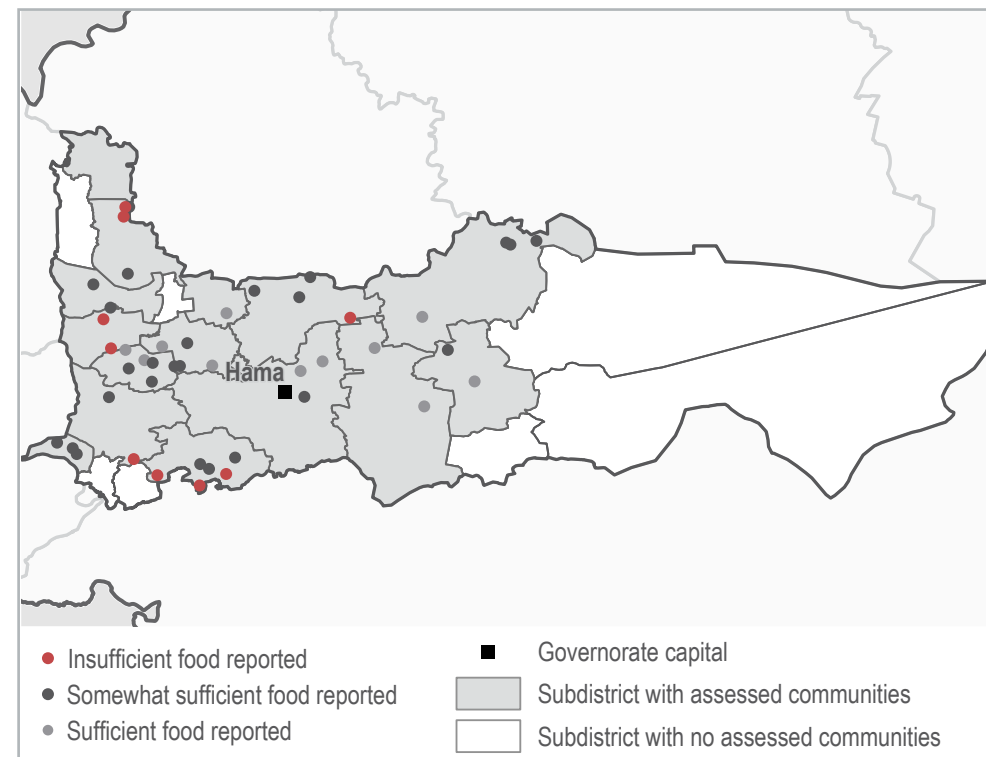 Hama
Insufficient food reported
Somewhat sufficient food reported
Sufficient food reported
Governorate capital
Subdistrict with assessed communities
Subdistrict with no assessed communities